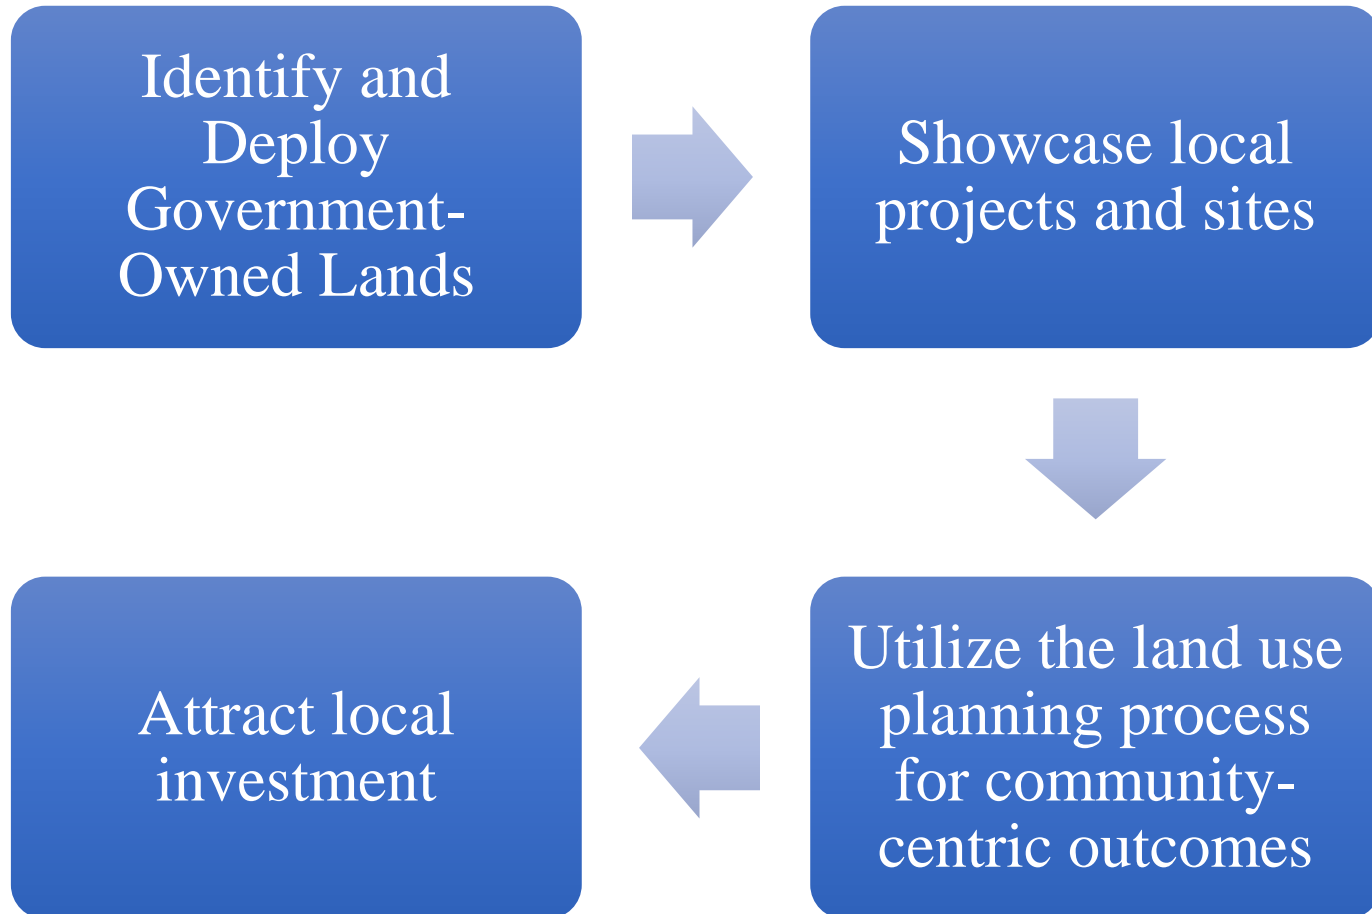 Identify and
Deploy
Government-
Owned Lands
Showcase local
projects and sites
Utilize the land use
planning process
for community-
centric outcomes
Attract local
investment